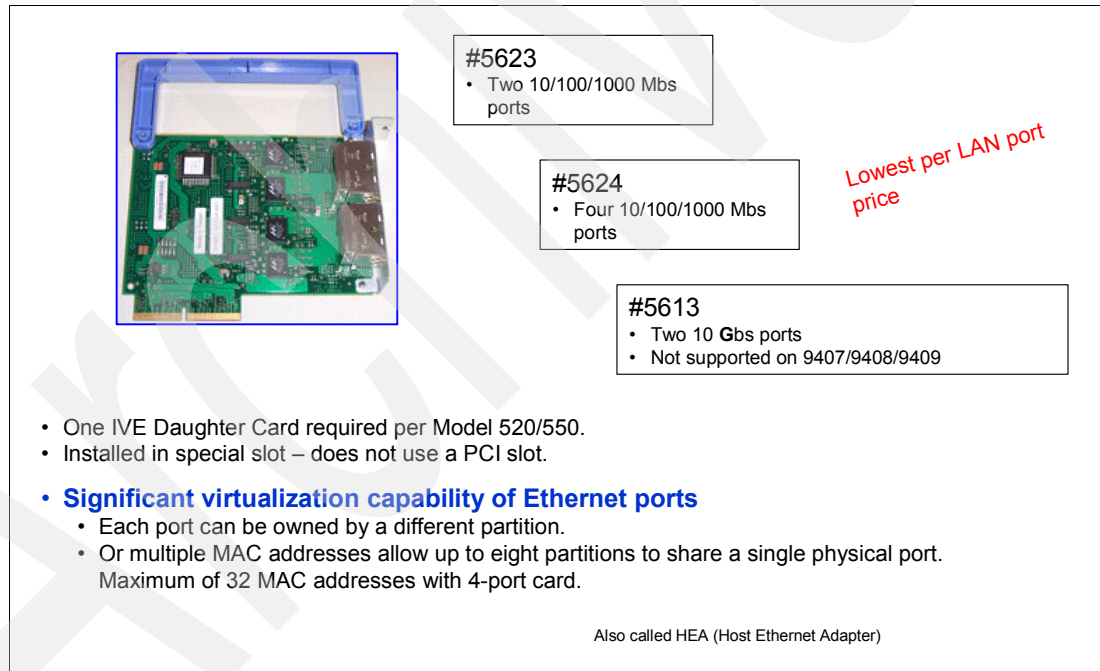 #5623
• Two 10/100/1000 Mbs
ports
#5624
• Four 10/100/1000 Mbs
ports
Lowest per LAN port
price
#5613
• Two 10 Gbs ports
• Not supported on 9407/9408/9409
• One IVE Daughter Card required per Model 520/550.
• Installed in special slot – does not use a PCI slot.
• Significant virtualization capability of Ethernet ports
• Each port can be owned by a different partition.
• Or multiple MAC addresses allow up to eight partitions to share a single physical port.
Maximum of 32 MAC addresses with 4-port card.
Also called HEA (Host Ethernet Adapter)